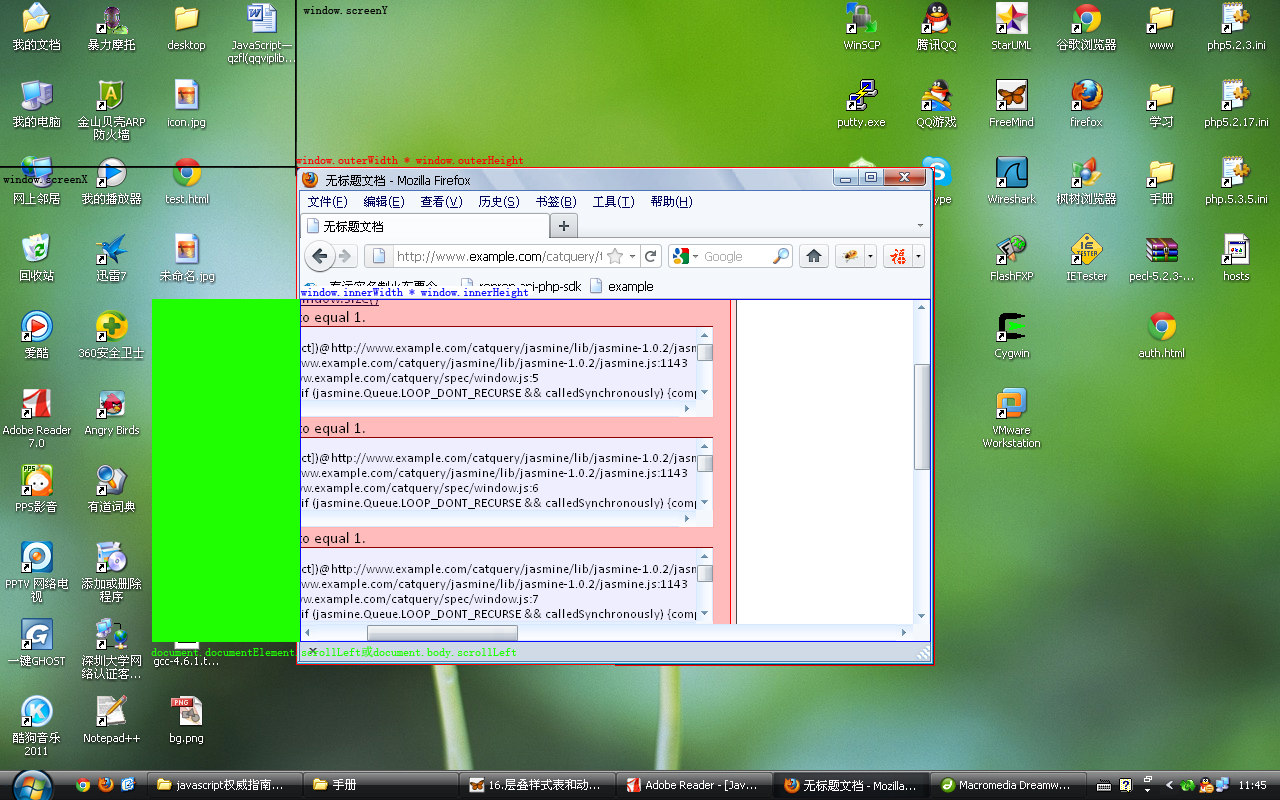 window.screenY
我的文档
暴力摩托
desktop
JavaScript—
qzfl(qqviplib...
WinSCP
腾讯QQ
StarUML
谷歌浏览器
www
php5.2.3.ini
我的电脑
金山贝壳ARP
防火墙
icon.jpg
putty.exe
QQ游戏
FreeMind
firefox
学习
php5.2.17.ini
window.outerWidth * window.outerHeight
window.screenX
网上邻居
我的播放器
test.html
Wireshark
枫树浏览器
手册
php.5.3.5.ini
无标题文档 - Mozilla Firefox
文件(F) 编辑(E) 查看(V) 历史(S) 书签(B) 工具(T) 帮助(H)
无标题文档
http://www.example.com/catquery/
Google
福
回收站
迅雷7
未命名.jpg
FlashFXP
IETester
pecl-5.2.3-...
hosts
api-php-sdk
example
window.innerWidth * window.innerHeight
window.size()
to equal 1.
ct])@http://www.example.com/catquery/jasmine/lib/jasmine-1.0.2/jasm
ww.example.com/catquery/jasmine/lib/jasmine-1.0.2/jasmine.js:1143
ww.example.com/catquery/spec/window.js:5
if (jasmine.Queue.LOOP_DONT_RECURSE && calledSynchronously) {comp
to equal 1.
ct])@http://www.example.com/catquery/jasmine/lib/jasmine-1.0.2/jasm
ww.example.com/catquery/jasmine/lib/jasmine-1.0.2/jasmine.js:1143
ww.example.com/catquery/spec/window.js:6
if (jasmine.Queue.LOOP_DONT_RECURSE && calledSynchronously) {comp
to equal 1.
ct])@http://www.example.com/catquery/jasmine/lib/jasmine-1.0.2/jasm
ww.example.com/catquery/jasmine/lib/jasmine-1.0.2/jasmine.js:1143
ww.example.com/catquery/spec/window.js:7
if (jasmine.Queue.LOOP_DONT_RECURSE && calledSynchronously) {comp
爱酷
360安全卫士
Cygwin
auth.html
Adobe Reader
7.0
Angry Birds
VMware
Workstation
PPS影音
有道词典
PPTV 网络电
视
添加或删除
程序
一键GHOST
深圳大学网
络认证客...
gcc-4.6.1.t...
document.documentElement.scrollLeft或document.body.scrollLeft
酷狗音乐
2011
Notepad++
PNG
bg.png
javascript权威指南...
手册
16.层叠样式表和动...
Adobe Reader - [Jav...
无标题文档 - Mozilla...
Macromedia Dreamw...
11:45